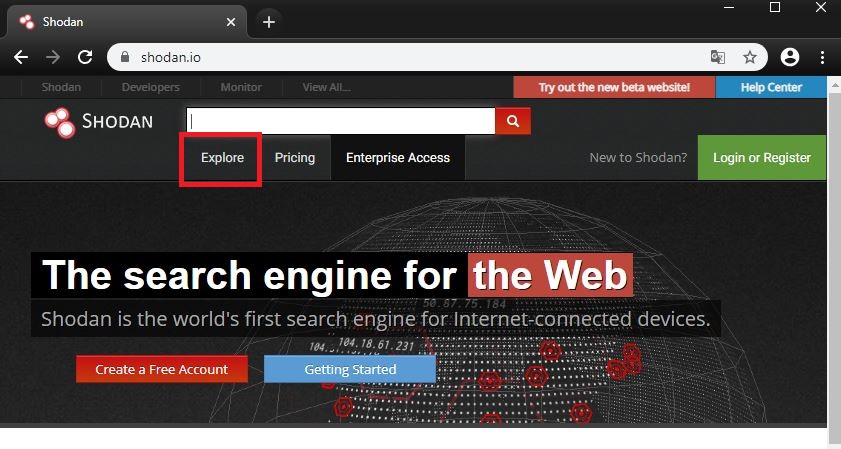 Shodan
shodan.io
Shodan Developers Monitor View All... Try out the new beta website! Help Center
SHODAN
Explore Pricing Enterprise Access New to Shodan? Login or Register
The search engine for the Web
50.87.75.184
Shodan is the world's first search engine for Internet-connected devices.
104.18.61.231
Create a Free Account Getting Started